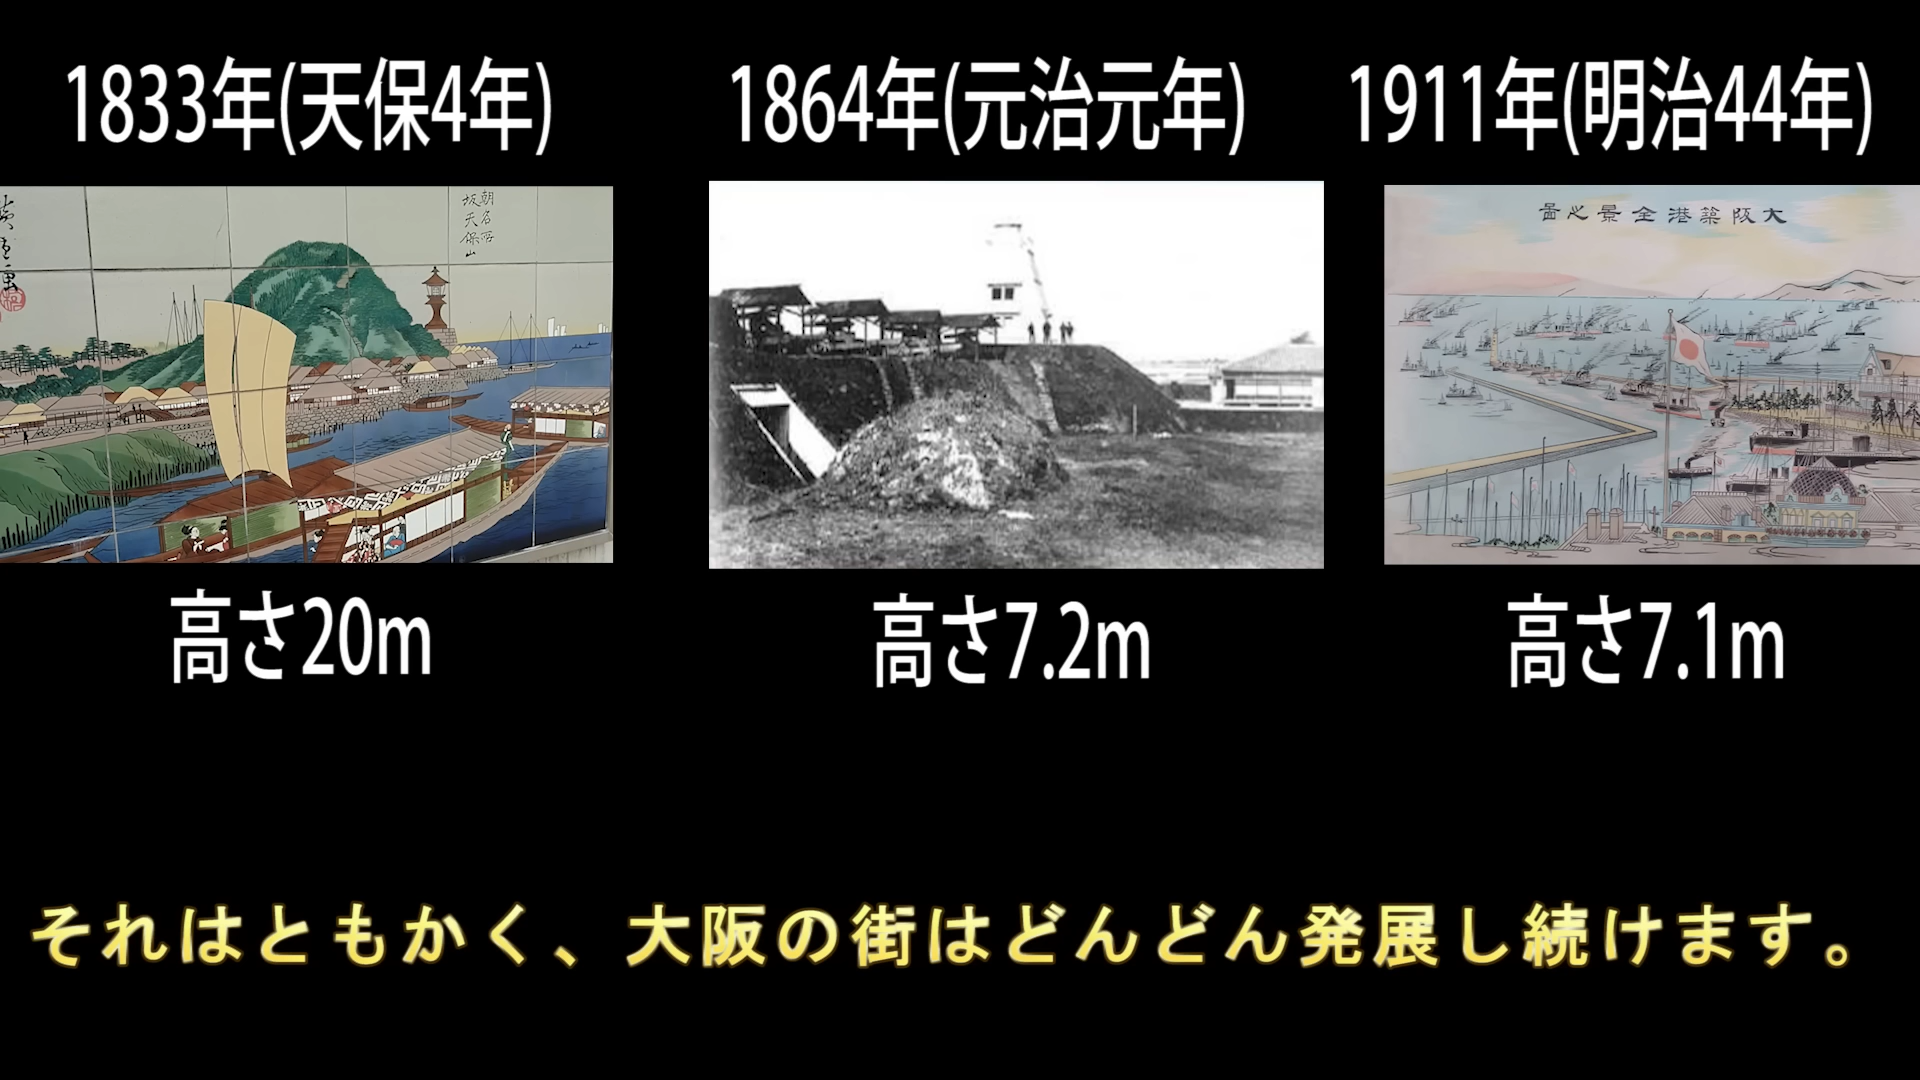 1833年(天保4年)
1864年(元治元年)
1911年(明治44年)
朝名所
坂天保山
大阪築港全景之圖
高さ20m
高さ7.2m
高さ7.1m
それはともかく、大阪の街はどんどん発展し続けます。